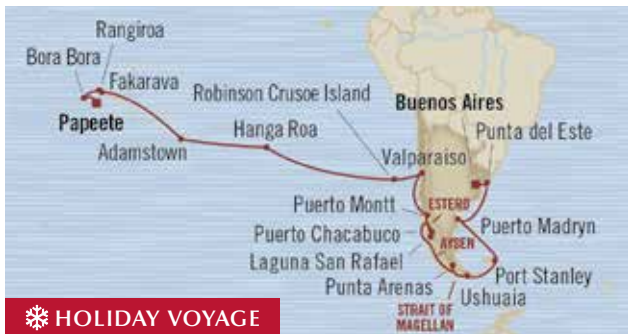 Rangiroa
Bora Bora
Fakarava
Papeete
Adamstown
Hanga Roa
Robinson Crusoe Island
Buenos Aires
Punta del Este
Valparaiso
Puerto Montt
ESTERO
AYSEN
Puerto Chacabuco
Laguna San Rafael
Puerto Madryn
Punta Arenas
Port Stanley
Ushuaia
STRAIT OF
MAGELLAN
HOLIDAY VOYAGE